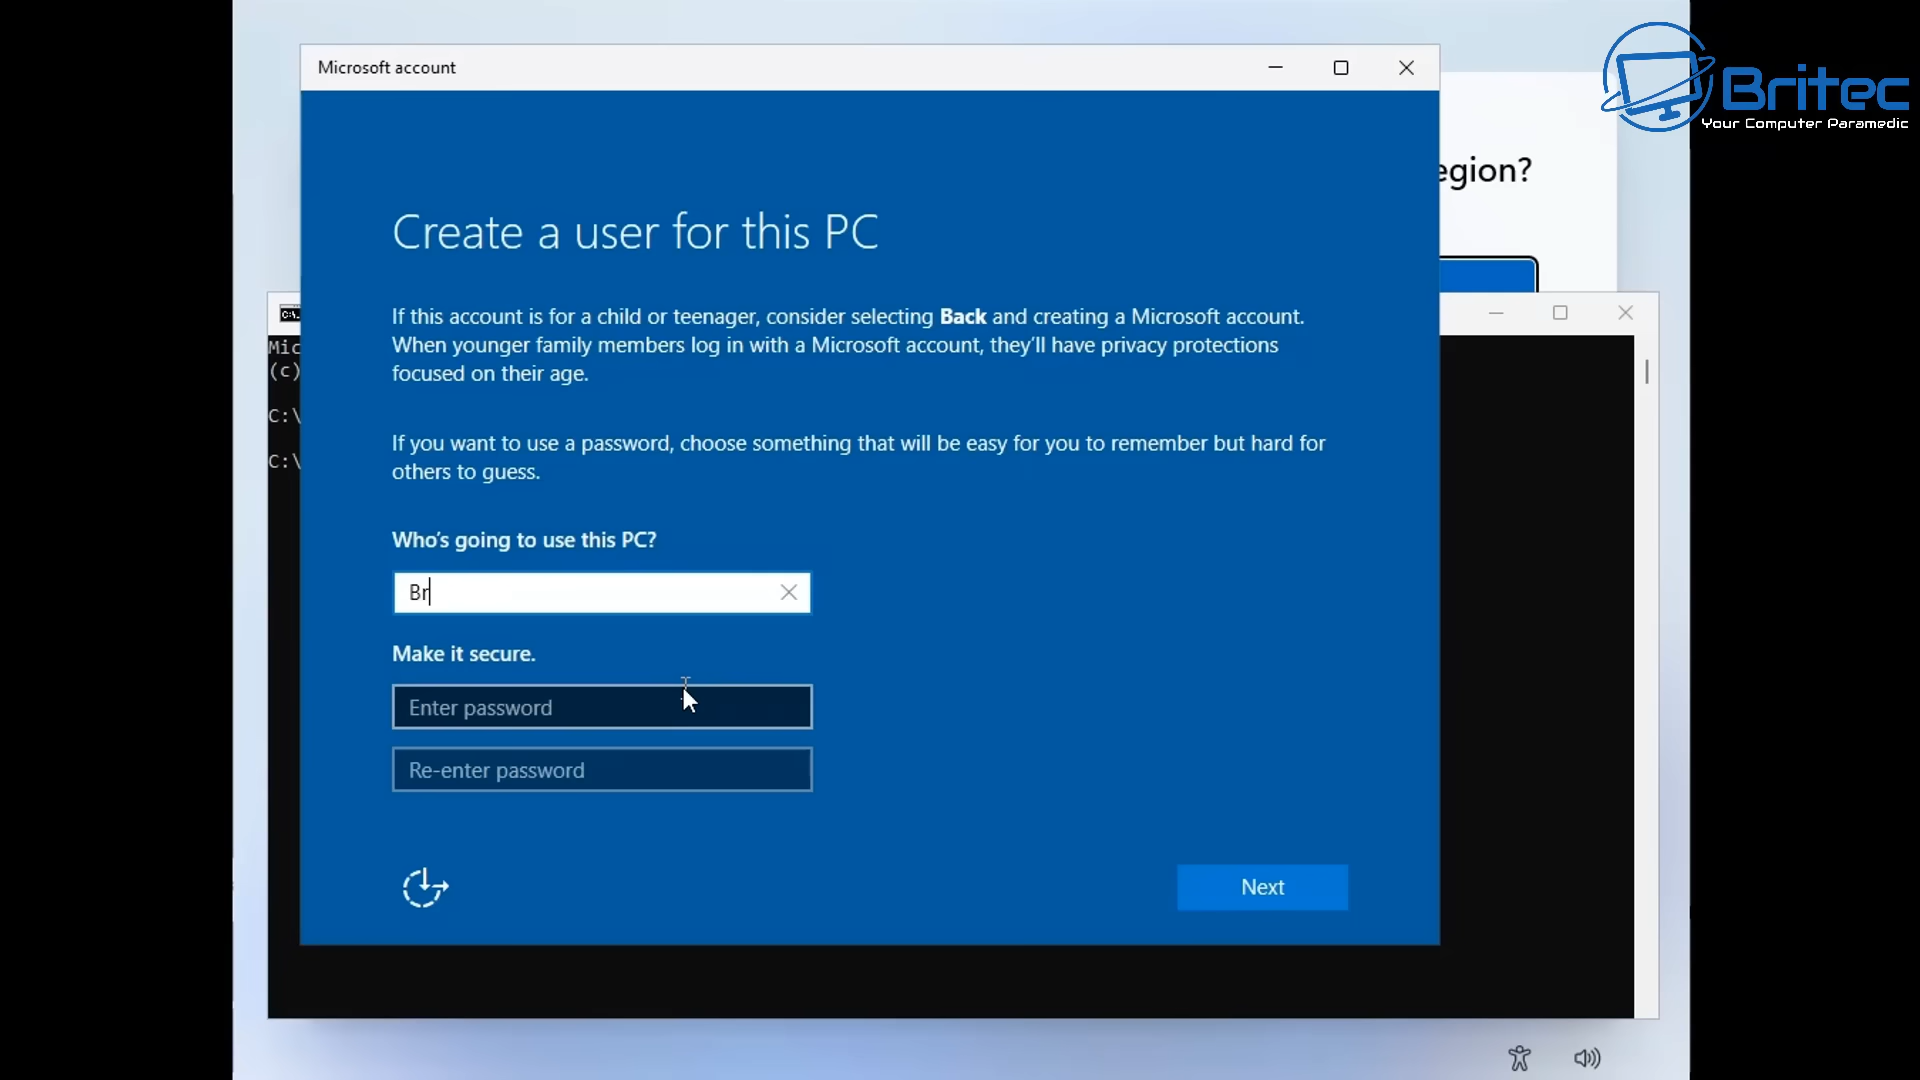 Microsoft account
Britec
Your Computer Paramedic
egion?
Create a user for this PC
If this account is for a child or teenager, consider selecting Back and creating a Microsoft account.
When younger family members log in with a Microsoft account, they'll have privacy protections
focused on their age.
C:\.
Mic
(c)
C:\
C:\
If you want to use a password, choose something that will be easy for you to remember but hard for
others to guess.
Who's going to use this PC?
Br
Make it secure.
Enter password
Re-enter password
Next